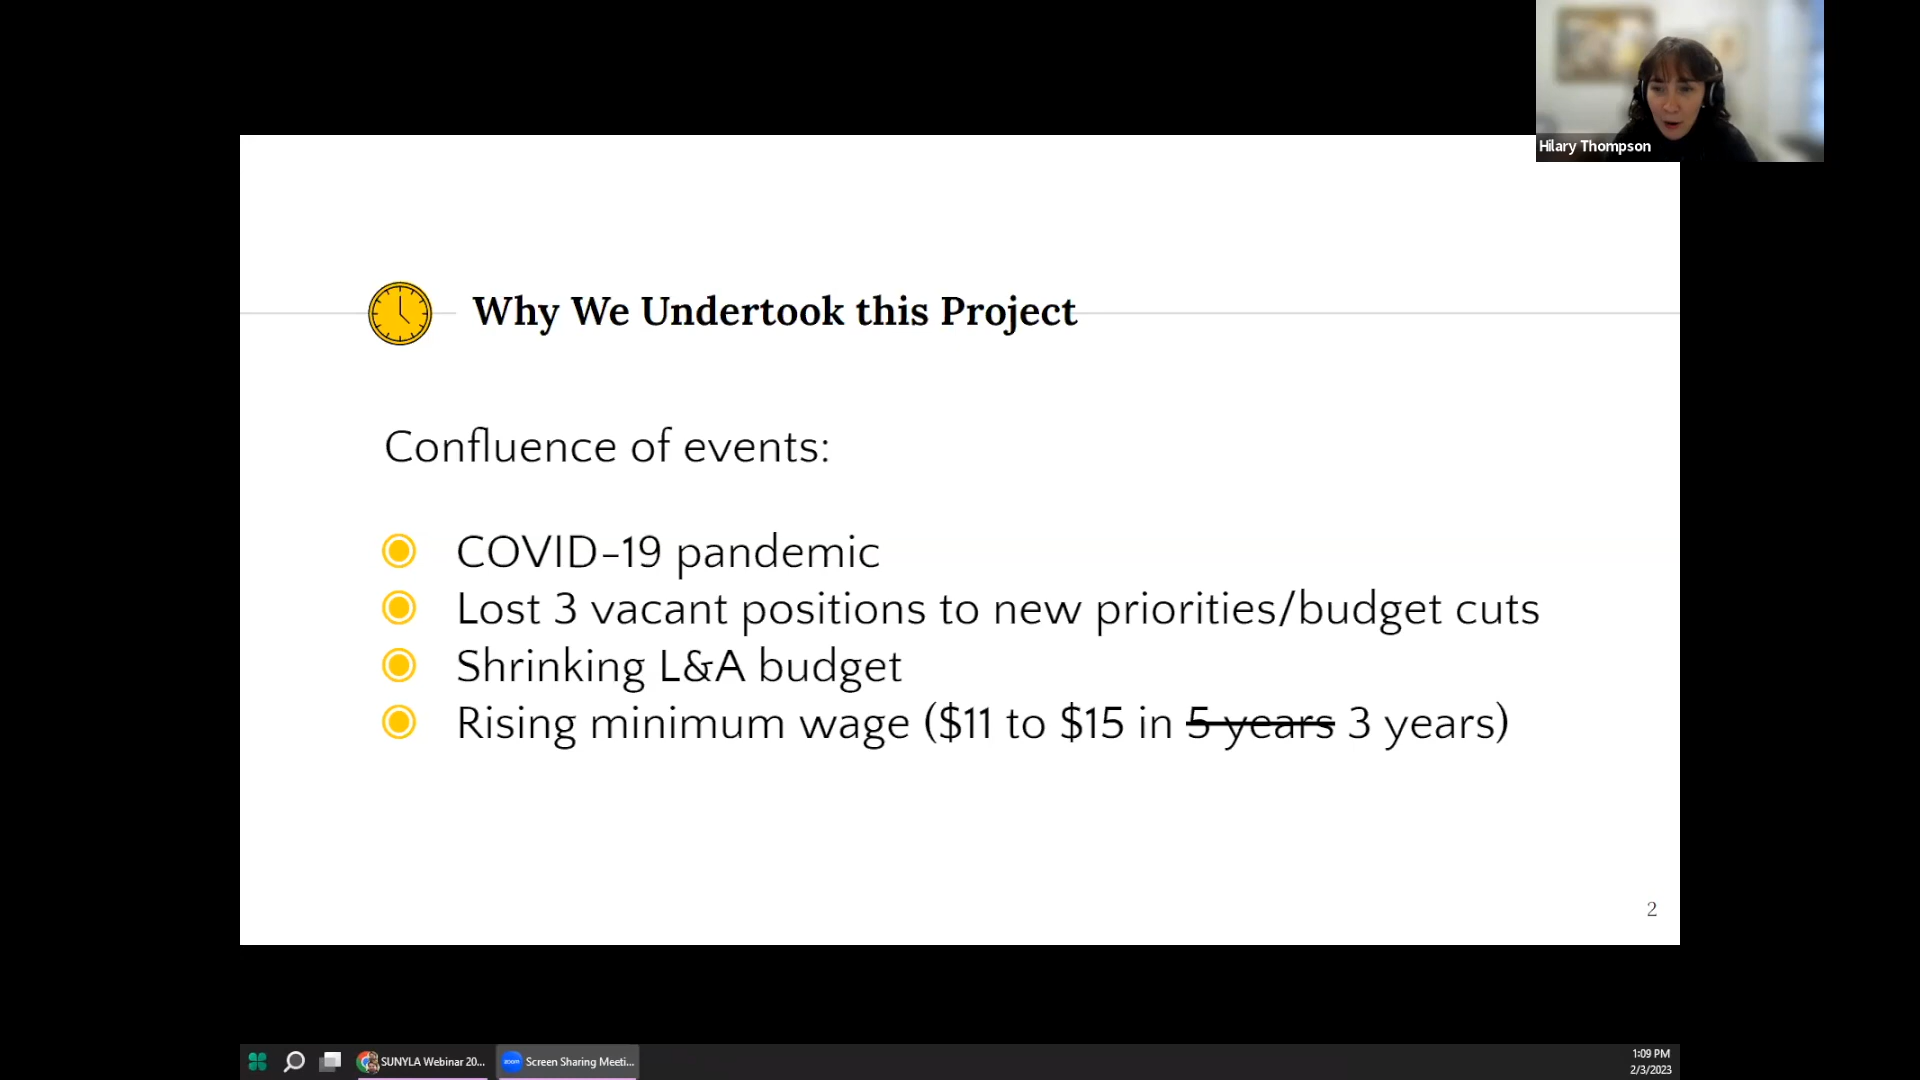 Hilary Thompson
Why We Undertook this Project
Confluence of events:
COVID-19 pandemic
Lost 3 vacant positions to new priorities/budget cuts
Shrinking L&A budget
Rising minimum wage ($11 to $15 in 5 years 3 years)
2
SUNYLA Webinar 20...
zoom
Screen Sharing Meeti...
1:09 PM
2/3/2023